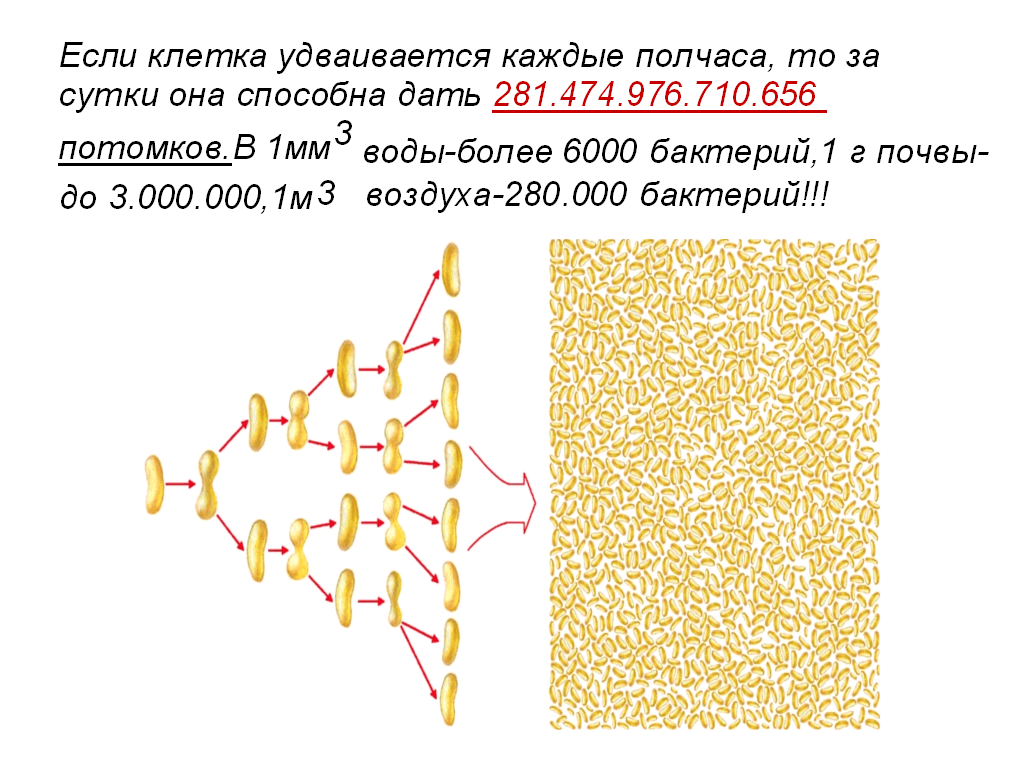 Если клетка удваивается каждые полчаса, то за
сутки она способна дать 281.474.976.710.656
потомков.В 1мм3 воды-более 6000 бактерий,1 г почвы-
до 3.000.000,1м3 воздуха-280.000 бактерий!!!